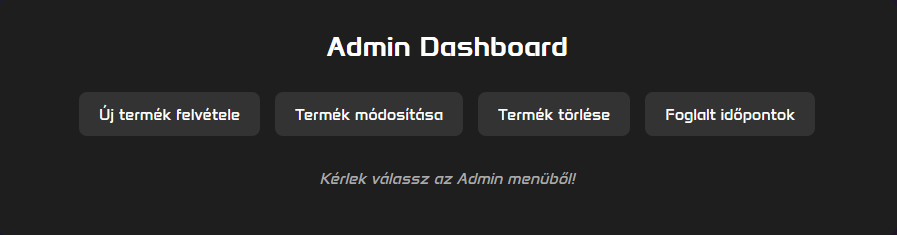 Admin Dashboard
Új termék felvétele Termék módosítása Termék törlése Foglalt időpontok
Kérlek válassz az Admin menüből!